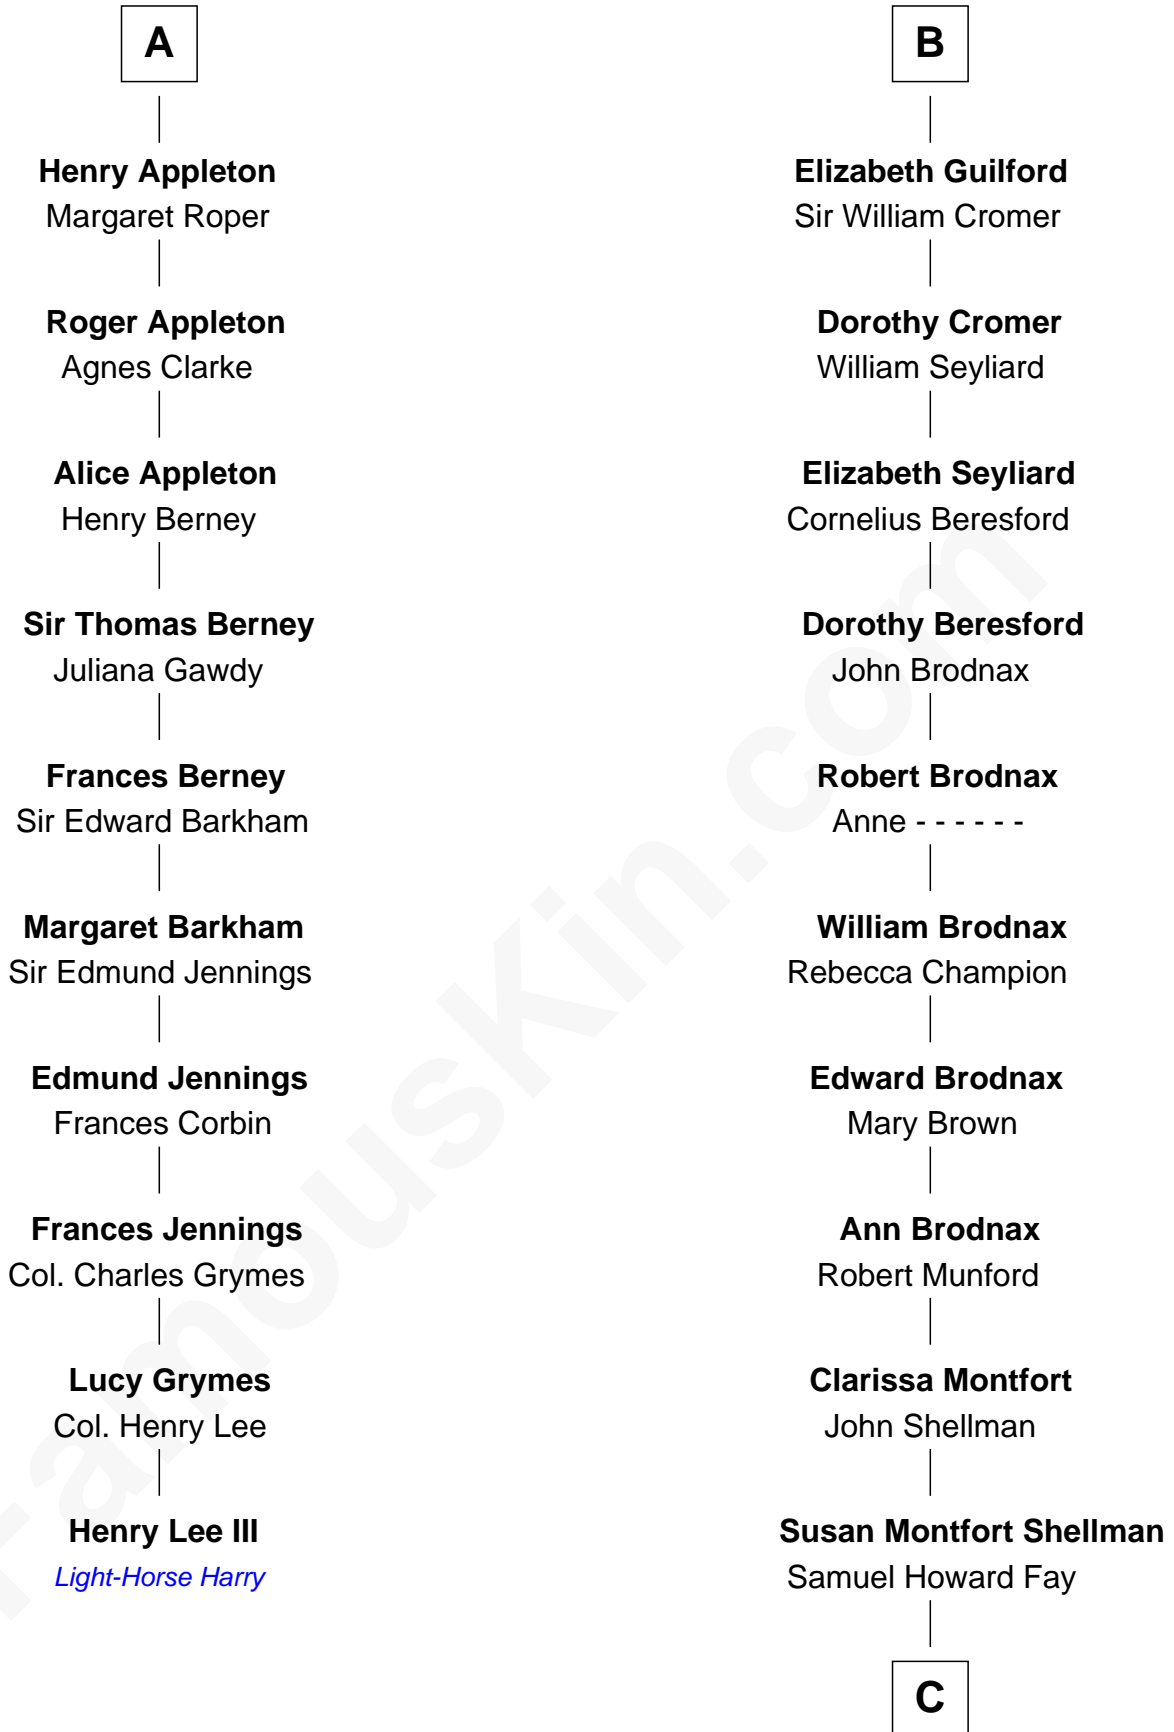 A
Henry Appleton
Margaret Roper
Roger Appleton
Agnes Clarke
Alice Appleton
Henry Berney
Sir Thomas Berney
Juliana Gawdy
Frances Berney
Sir Edward Barkham
Margaret Barkham
Sir Edmund Jennings
Edmund Jennings
Frances Corbin
Frances Jennings
Col. Charles Grymes
Lucy Grymes
Col. Henry Lee
Henry Lee III
Light-Horse Harry
B
Elizabeth Guilford
Sir William Cromer
Dorothy Cromer
William Seyliard
Elizabeth Seyliard
Cornelius Beresford
Dorothy Beresford
John Brodnax
Robert Brodnax
Anne - - - - - -
William Brodnax
Rebecca Champion
Edward Brodnax
Mary Brown
Ann Brodnax
Robert Munford
Clarissa Montfort
John Shellman
Susan Montfort Shellman
Samuel Howard Fay
C
FamousKin.com